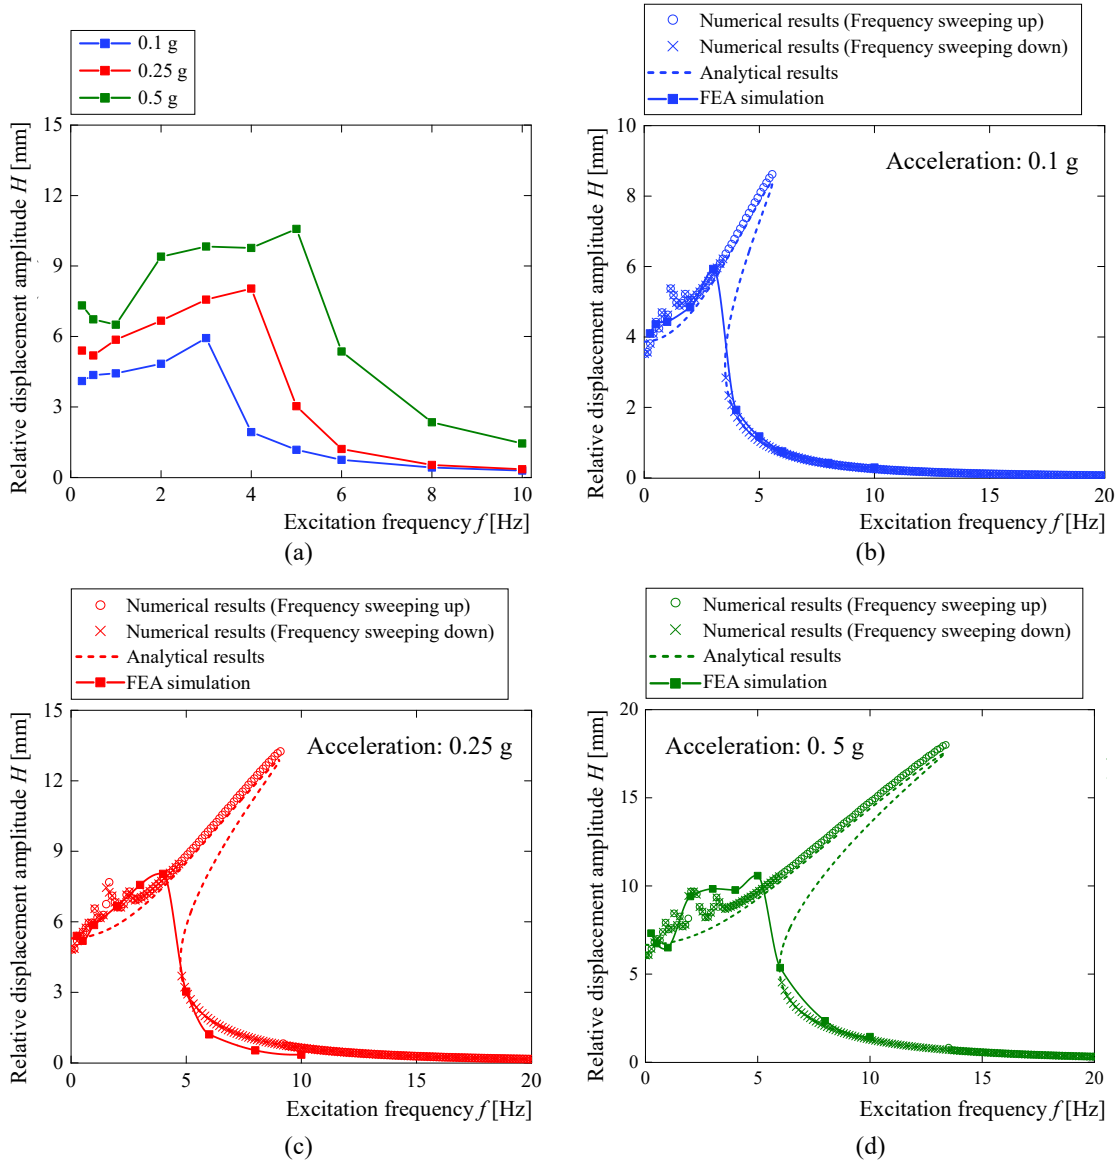 0.1 g
0.25 g
0.5 g
15
12
9
6
3
0
0
2
4
6
8
10
Relative displacement amplitude H [mm]
Excitation frequency f [Hz]
(a)
Numerical results (Frequency sweeping up)
Numerical results (Frequency sweeping down)
Analytical results
FEA simulation
Acceleration: 0.1 g
10
8
6
4
2
0
0
5
10
15
20
Relative displacement amplitude H [mm]
Excitation frequency f [Hz]
(b)
Numerical results (Frequency sweeping up)
Numerical results (Frequency sweeping down)
Analytical results
FEA simulation
Acceleration: 0.25 g
15
12
9
6
3
0
0
5
10
15
20
Relative displacement amplitude H [mm]
Excitation frequency f [Hz]
(c)
Numerical results (Frequency sweeping up)
Numerical results (Frequency sweeping down)
Analytical results
FEA simulation
Acceleration: 0. 5 g
20
15
10
5
0
0
5
10
15
20
Relative displacement amplitude H [mm]
Excitation frequency f [Hz]
(d)